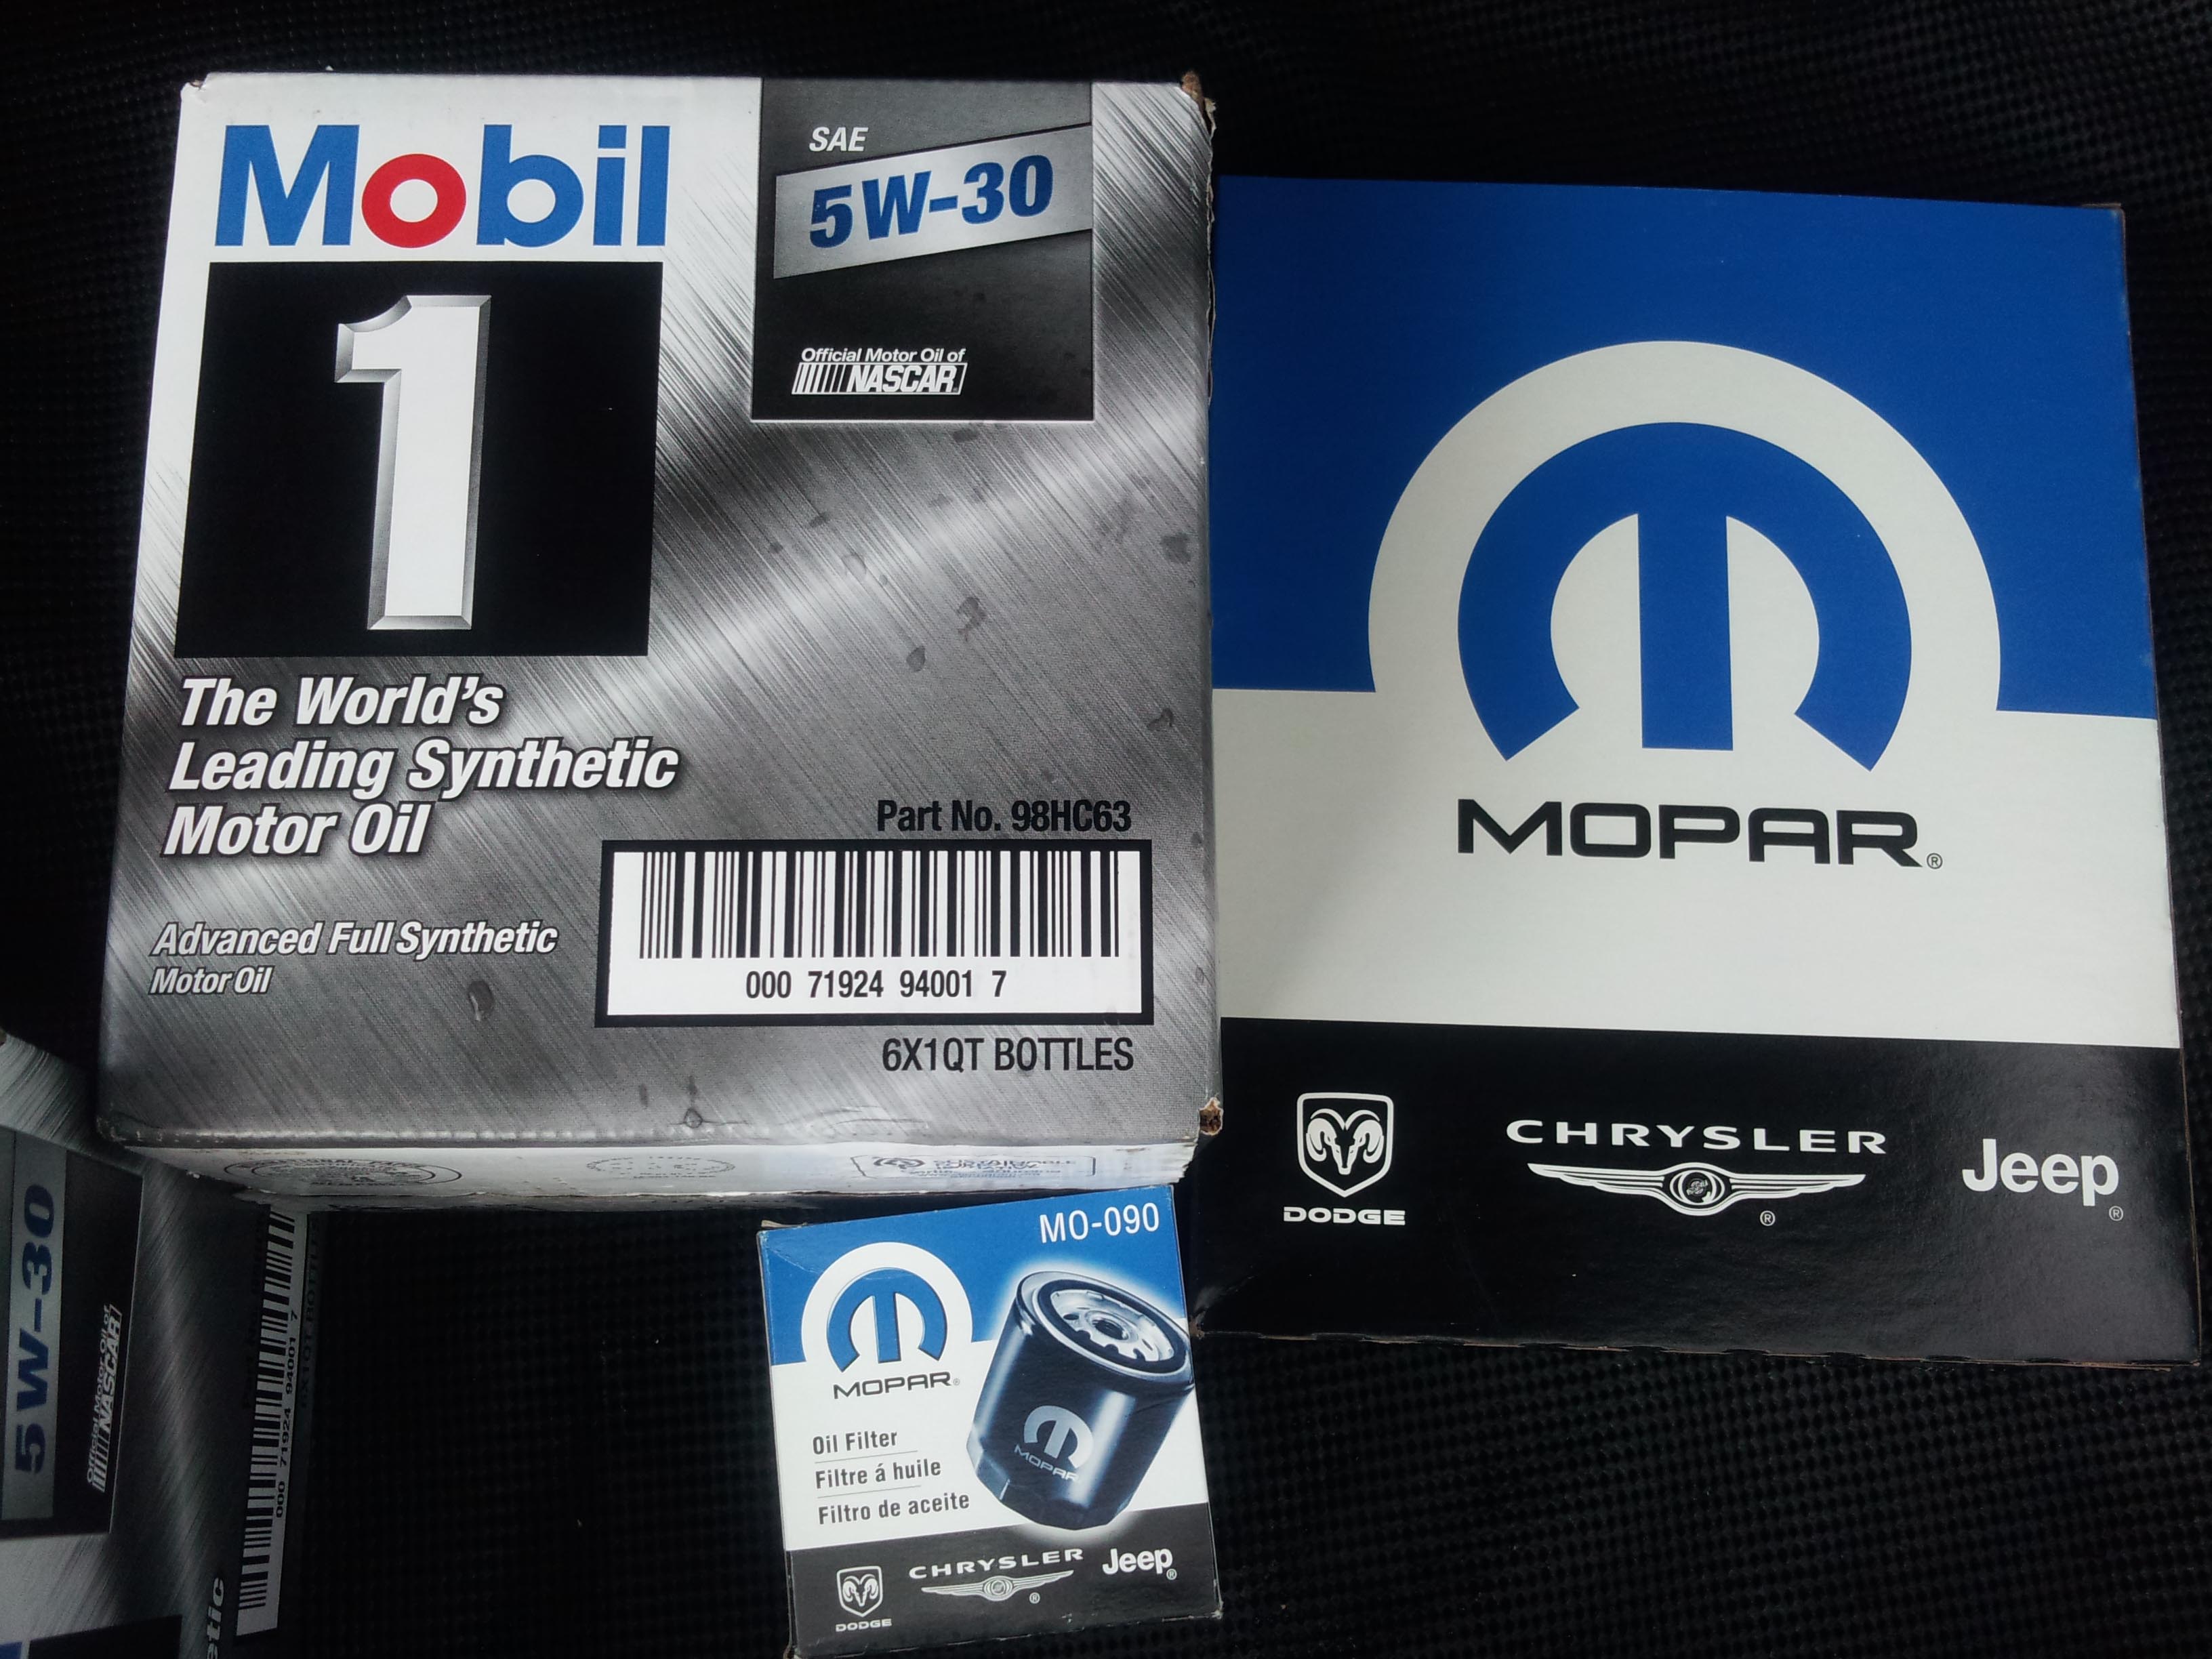 Mobil
1
SAE
5W-30
Official Motor Oil of
NASCAR
The World's
Leading Synthetic
Motor Oil
Advanced Full Synthetic
Motor Oil
Part No. 98HC63
000 71924 94001 7
6X1QT BOTTLES
MOPAR®
DODGE
CHRYSLER
®
Jeep®
MO-090
MOPAR®
MOPAR
Oil Filter
Filtre á huile
Filtro de aceite
DODGE
CHRYSLER
®
Jeep®
5W-30
Official Motor Oil of
NASCAR
000 71924 94001 7